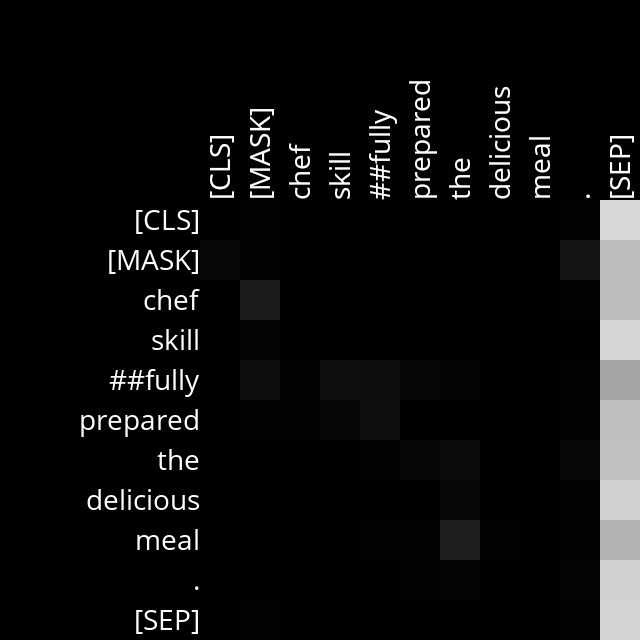 [CLS] [MASK] chef skill ##fully prepared the delicious meal . [SEP]
[CLS]
[MASK]
chef
skill
##fully
prepared
the
delicious
meal
.
[SEP]